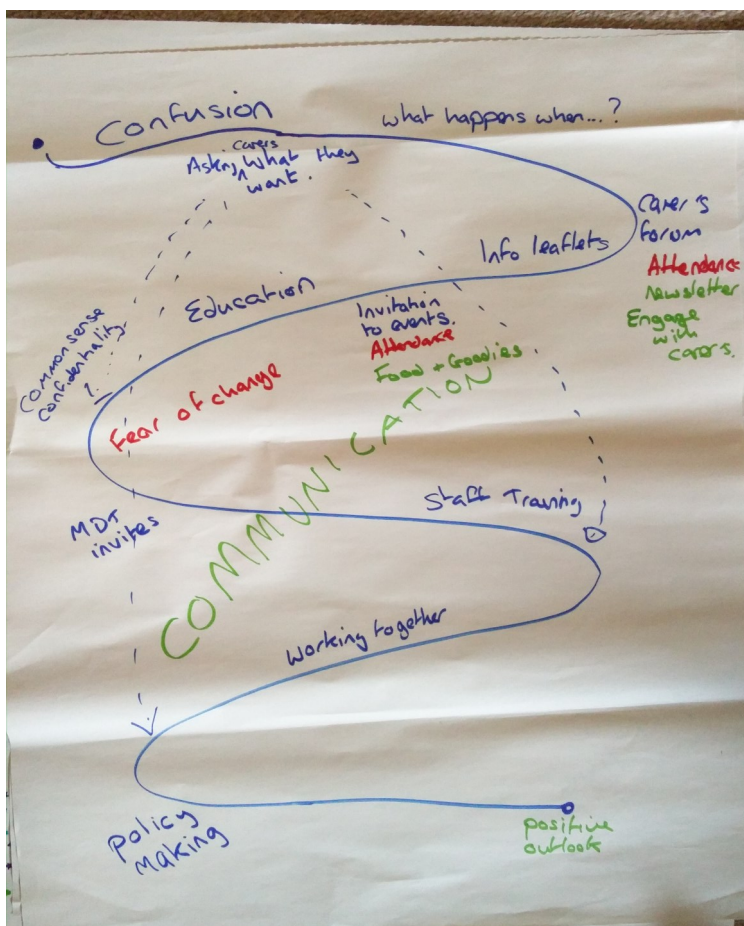 Confusion
what happens when...?
carers
Asking What they
want.
Carer's
forum
Attendance
Newsletter
Engage
with
carers.
Info leaflets
Education
Invitation
to events.
Attendance
Food + Goodies
Common sense
Confidentiality
?
Fear of change
COMMUNICATION
Staff Training
MDT
invites
Working together
Policy
Making
positive
outlook